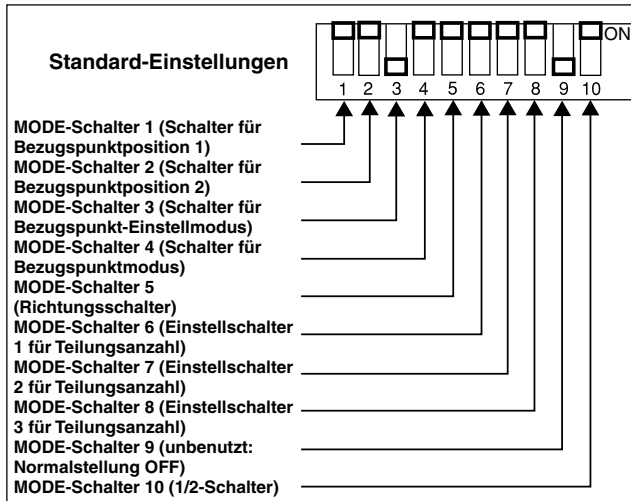 ON
Standard-Einstellungen
1 2 3 4 5 6 7 8 9 10
MODE-Schalter 1 (Schalter für
Bezugspunktposition 1)
MODE-Schalter 2 (Schalter für
Bezugspunktposition 2)
MODE-Schalter 3 (Schalter für
Bezugspunkt-Einstellmodus)
MODE-Schalter 4 (Schalter für
Bezugspunktmodus)
MODE-Schalter 5
(Richtungsschalter)
MODE-Schalter 6 (Einstellschalter
1 für Teilungsanzahl)
MODE-Schalter 7 (Einstellschalter
2 für Teilungsanzahl)
MODE-Schalter 8 (Einstellschalter
3 für Teilungsanzahl)
MODE-Schalter 9 (unbenutzt:
Normalstellung OFF)
MODE-Schalter 10 (1/2-Schalter)